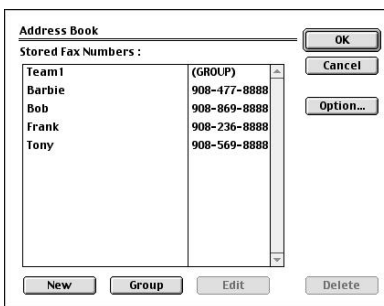 Address Book
Stored Fax Numbers :
Team1 (GROUP)
Barbie 908-477-8888
Bob 908-869-8888
Frank 908-236-8888
Tony 908-569-8888
OK
Cancel
Option...
New Group Edit Delete